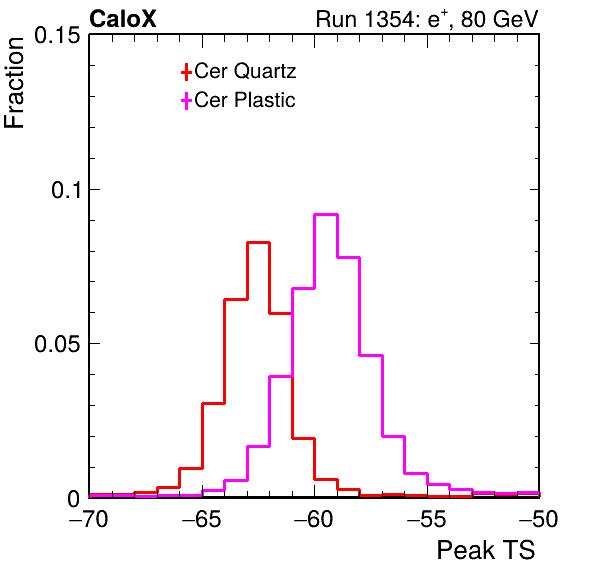 CaloX Run 1354: e⁺, 80 GeV
Fraction
Cer Quartz
Cer Plastic
0.15
0.1
0.05
0
−70 −65 −60 −55 −50
Peak TS